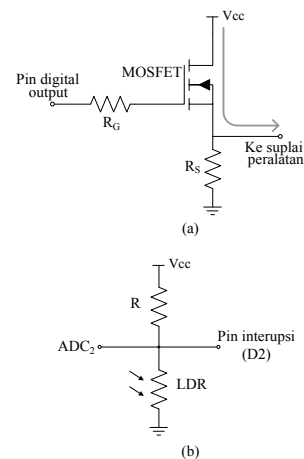 Vcc
MOSFET
Pin digital
output
R_G
Ke suplai
peralatan
R_S
(a)
Vcc
R
ADC₂
Pin interupsi
(D2)
LDR
(b)